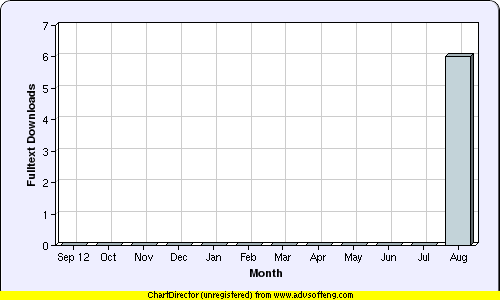 7
6
5
4
3
2
1
0
Fulltext Downloads
Sep 12 Oct Nov Dec Jan Feb Mar Apr May Jun Jul Aug
Month
ChartDirector (unregistered) from www.advsofteng.com